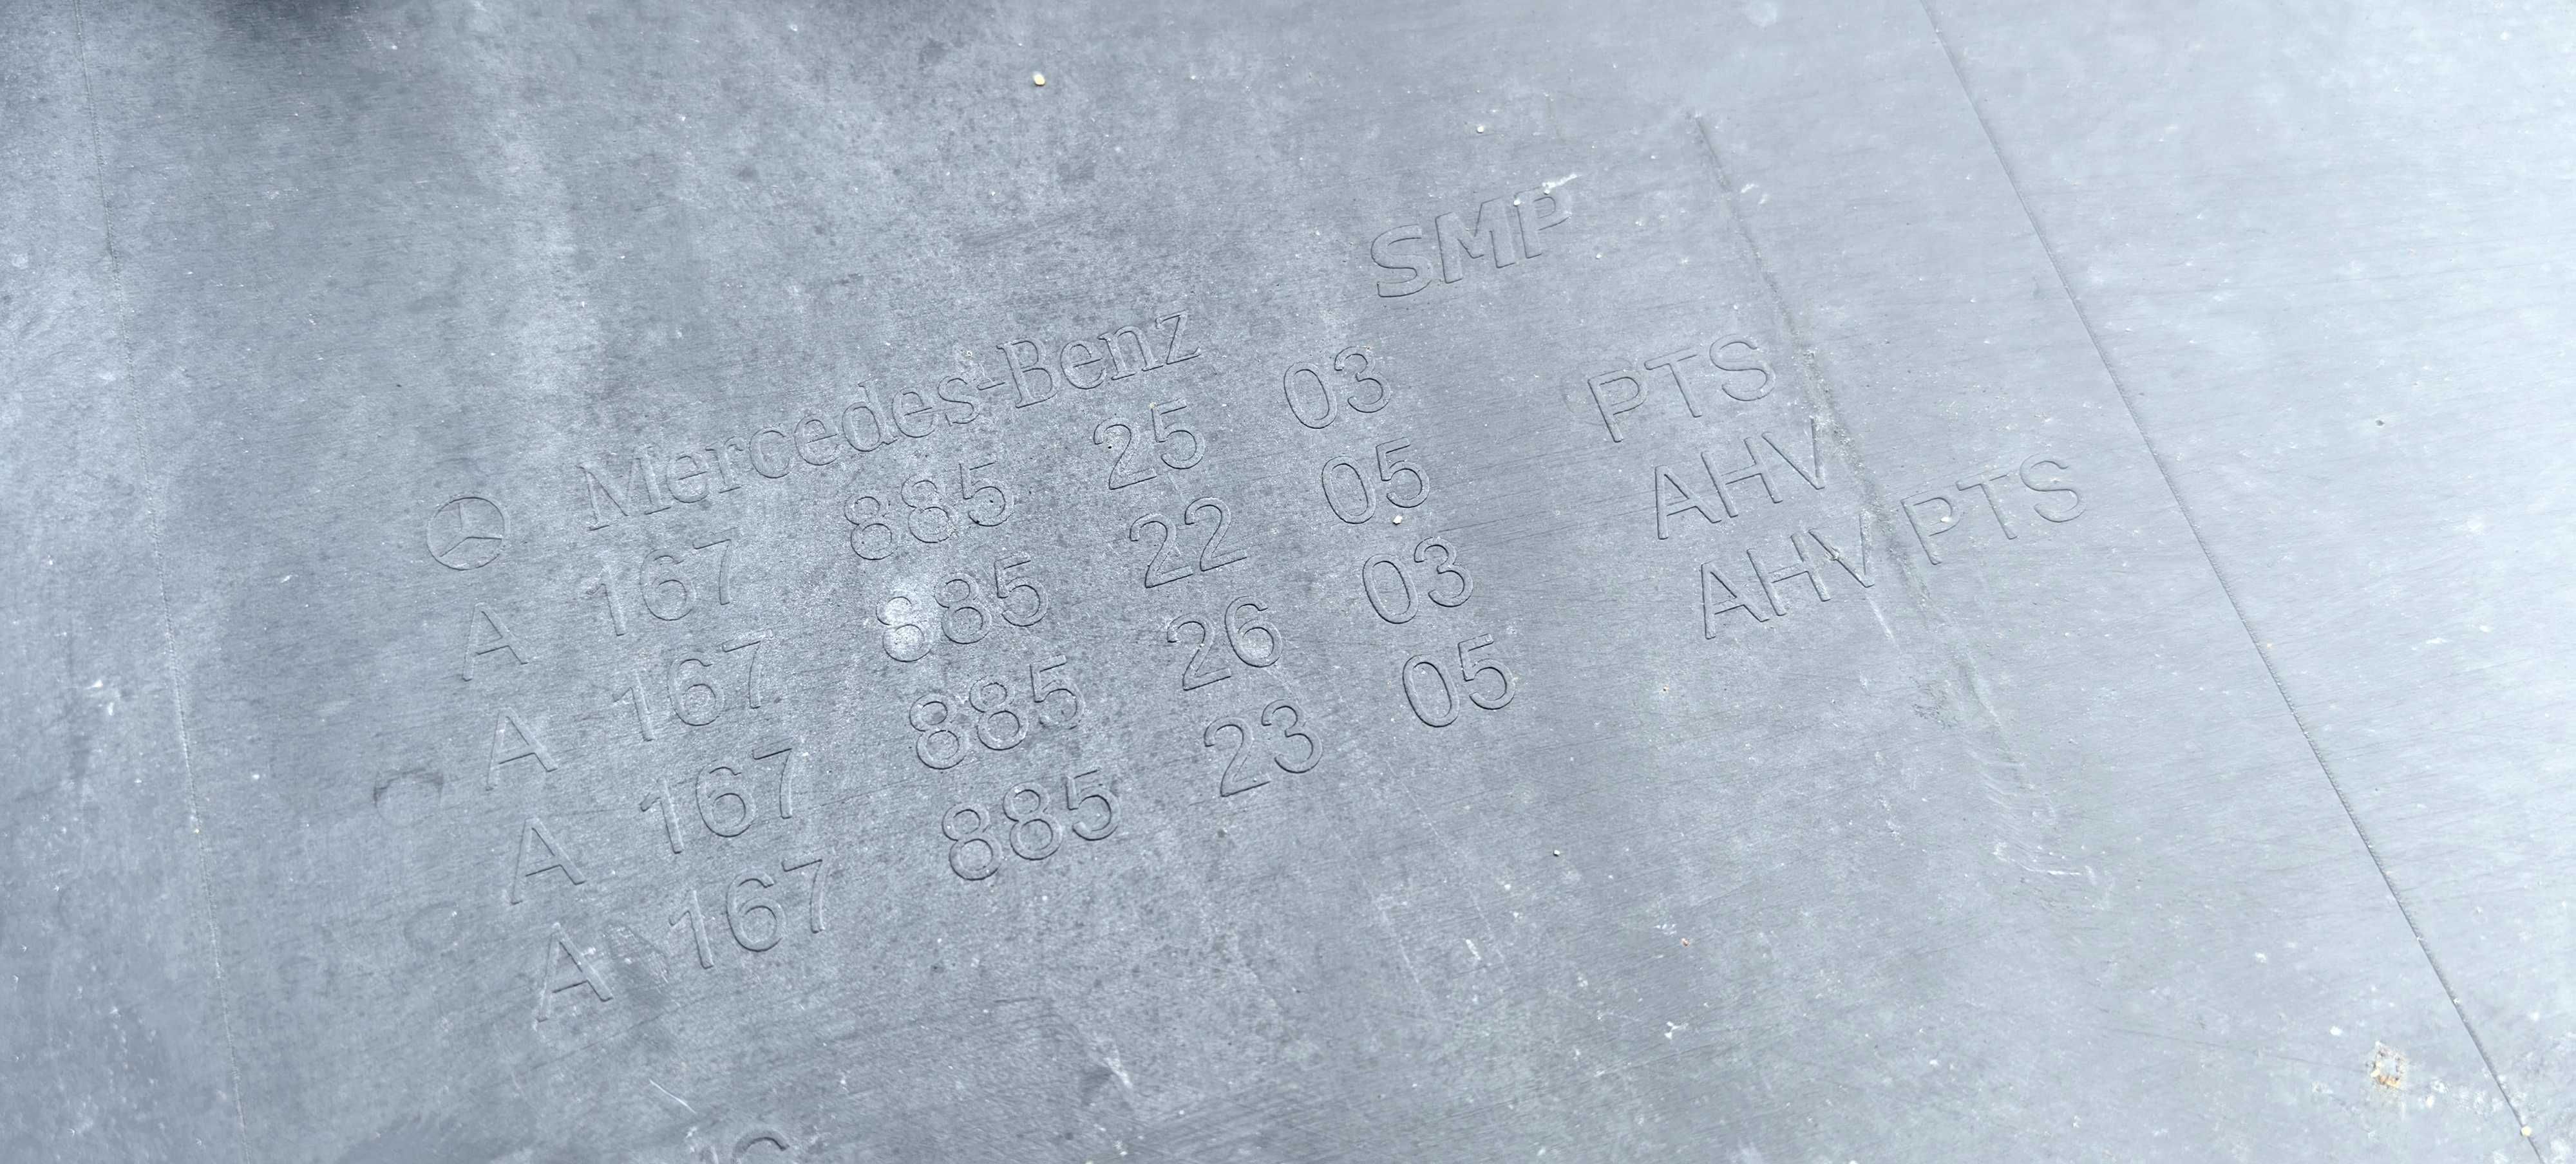 SMP
Mercedes-Benz
A 167 885 25 03
A 167 885 22 05 PTS
A 167 885 26 03 AHV
A 167 885 23 05 AHV PTS